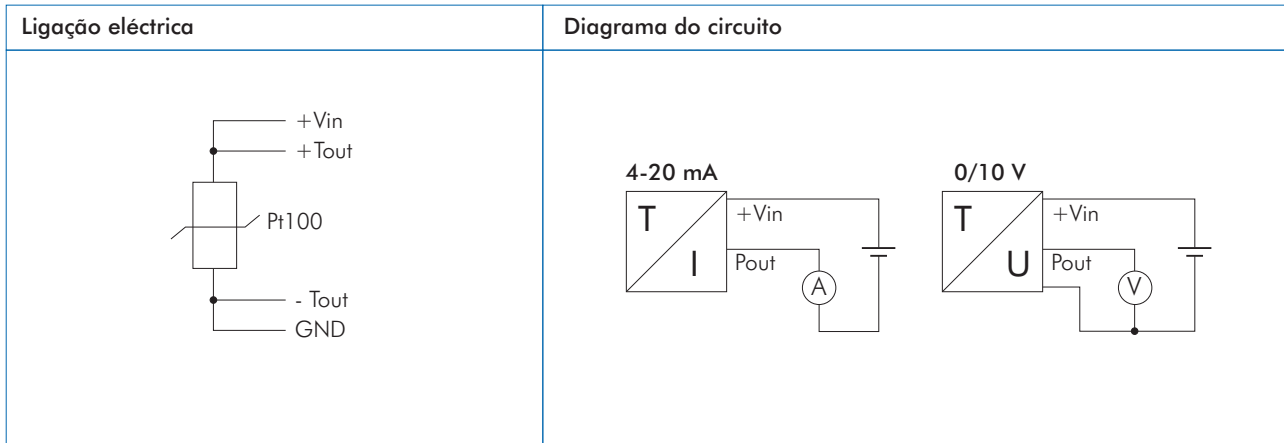 Ligação eléctrica
Diagrama do circuito
+Vin
+Tout
Pt100
- Tout
GND
4-20 mA
T
I
+Vin
Pout
A
0/10 V
T
U
+Vin
Pout
V